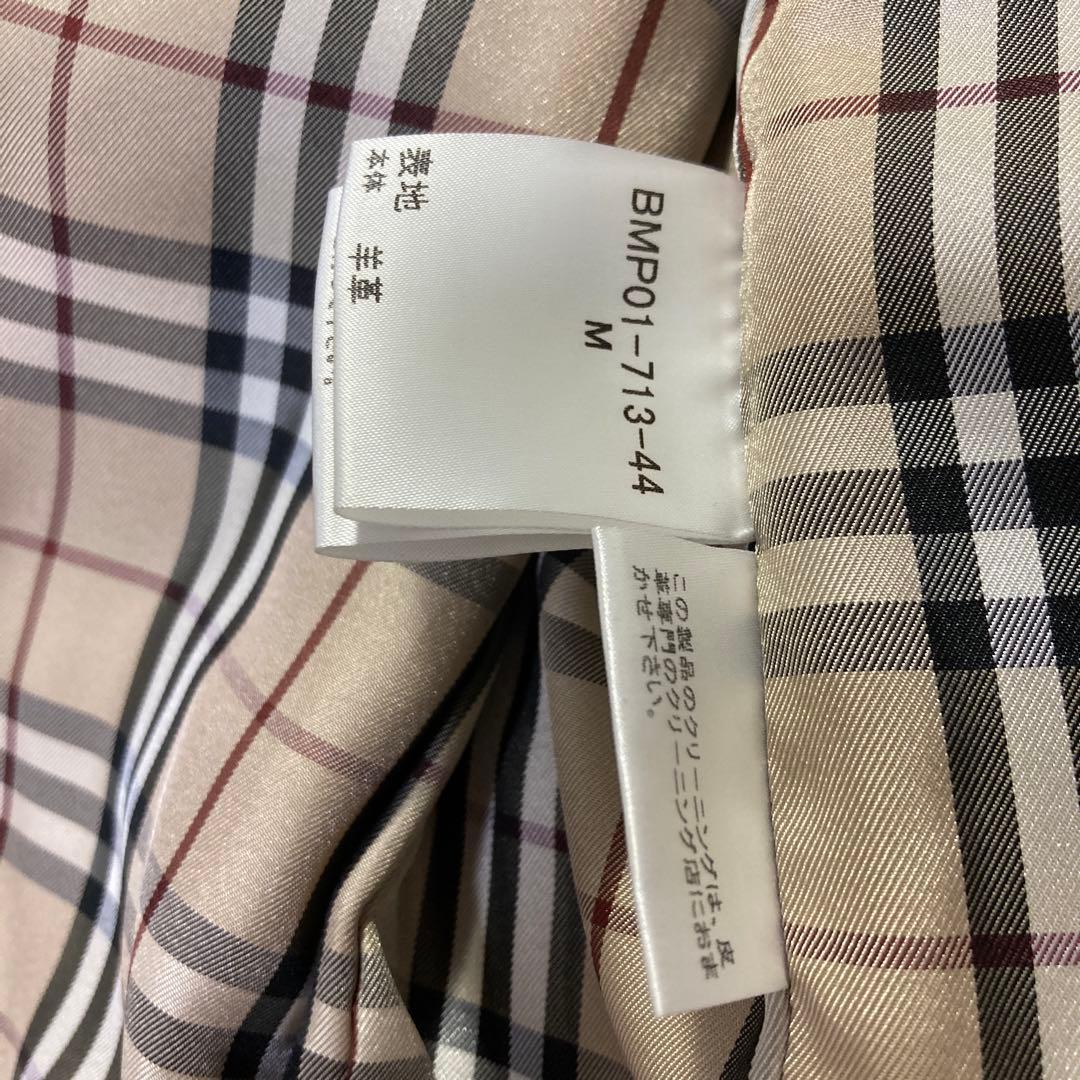 BMP01-713-44
M
表地 羊革
本体
この製品のクリーニングは、皮
革専門のクリーニング店におま
かせ下さい。